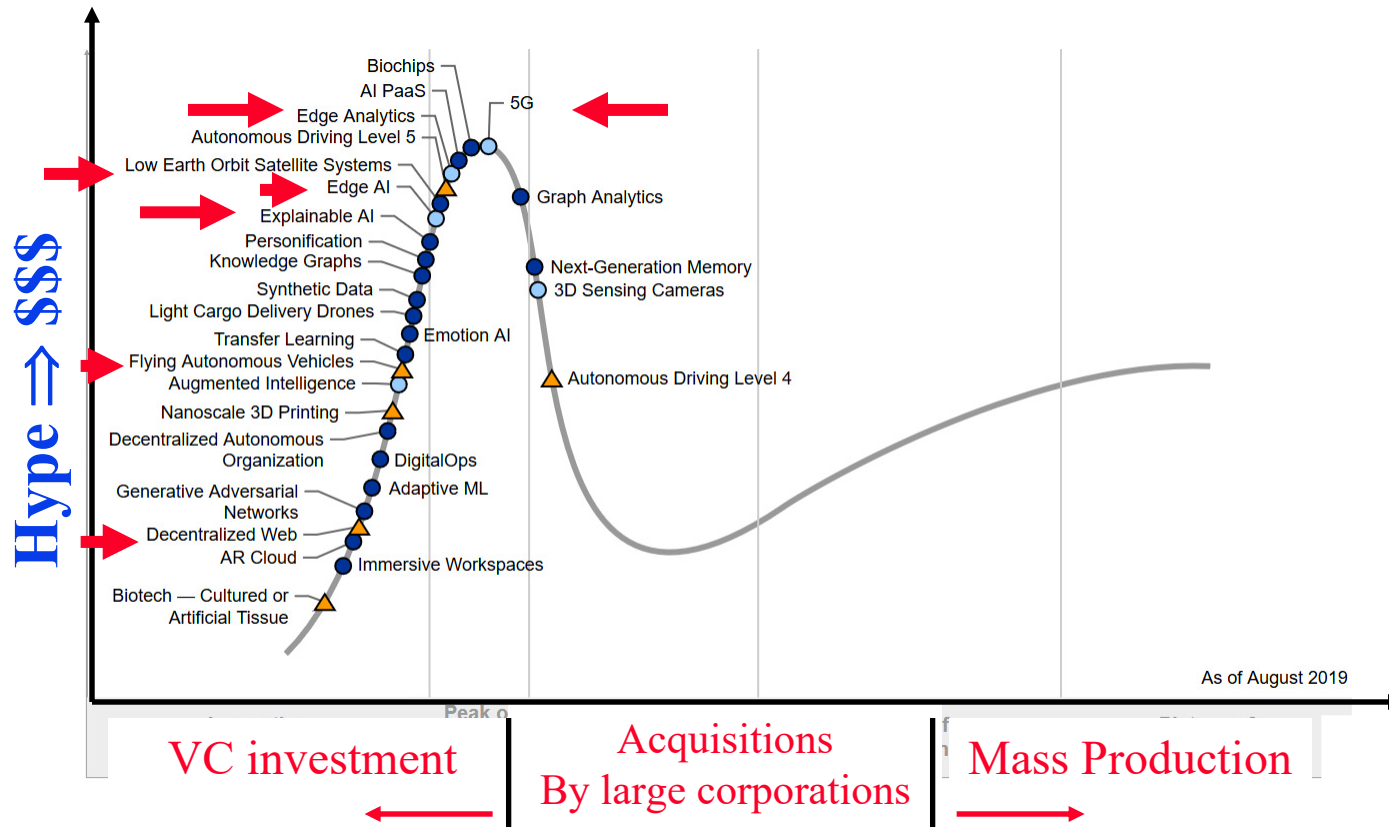 Biochips
AI PaaS
5G
Edge Analytics
Autonomous Driving Level 5
Low Earth Orbit Satellite Systems
Edge AI
Graph Analytics
Explainable AI
Personification
Knowledge Graphs
Next-Generation Memory
Synthetic Data
3D Sensing Cameras
Light Cargo Delivery Drones
Emotion AI
Transfer Learning
Flying Autonomous Vehicles
Augmented Intelligence
Autonomous Driving Level 4
Nanoscale 3D Printing
Decentralized Autonomous
Organization
DigitalOps
Adaptive ML
Generative Adversarial
Networks
Decentralized Web
AR Cloud
Immersive Workspaces
Biotech — Cultured or
Artificial Tissue
Hype ⇒ $$$
As of August 2019
Peak o
VC investment
Acquisitions
By large corporations
Mass Production